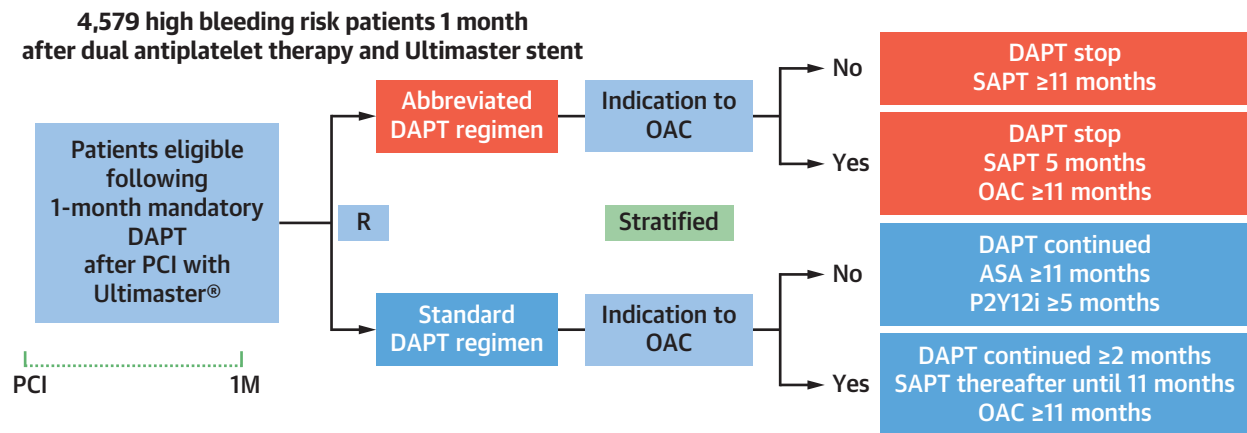 4,579 high bleeding risk patients 1 month
after dual antiplatelet therapy and Ultimaster stent
Patients eligible
following
1-month mandatory
DAPT
after PCI with
Ultimaster®
PCI
1M
R
Abbreviated
DAPT regimen
Indication to
OAC
No
DAPT stop
SAPT ≥11 months
Yes
DAPT stop
SAPT 5 months
OAC ≥11 months
Stratified
Standard
DAPT regimen
Indication to
OAC
No
DAPT continued
ASA ≥11 months
P2Y12i ≥5 months
Yes
DAPT continued ≥2 months
SAPT thereafter until 11 months
OAC ≥11 months